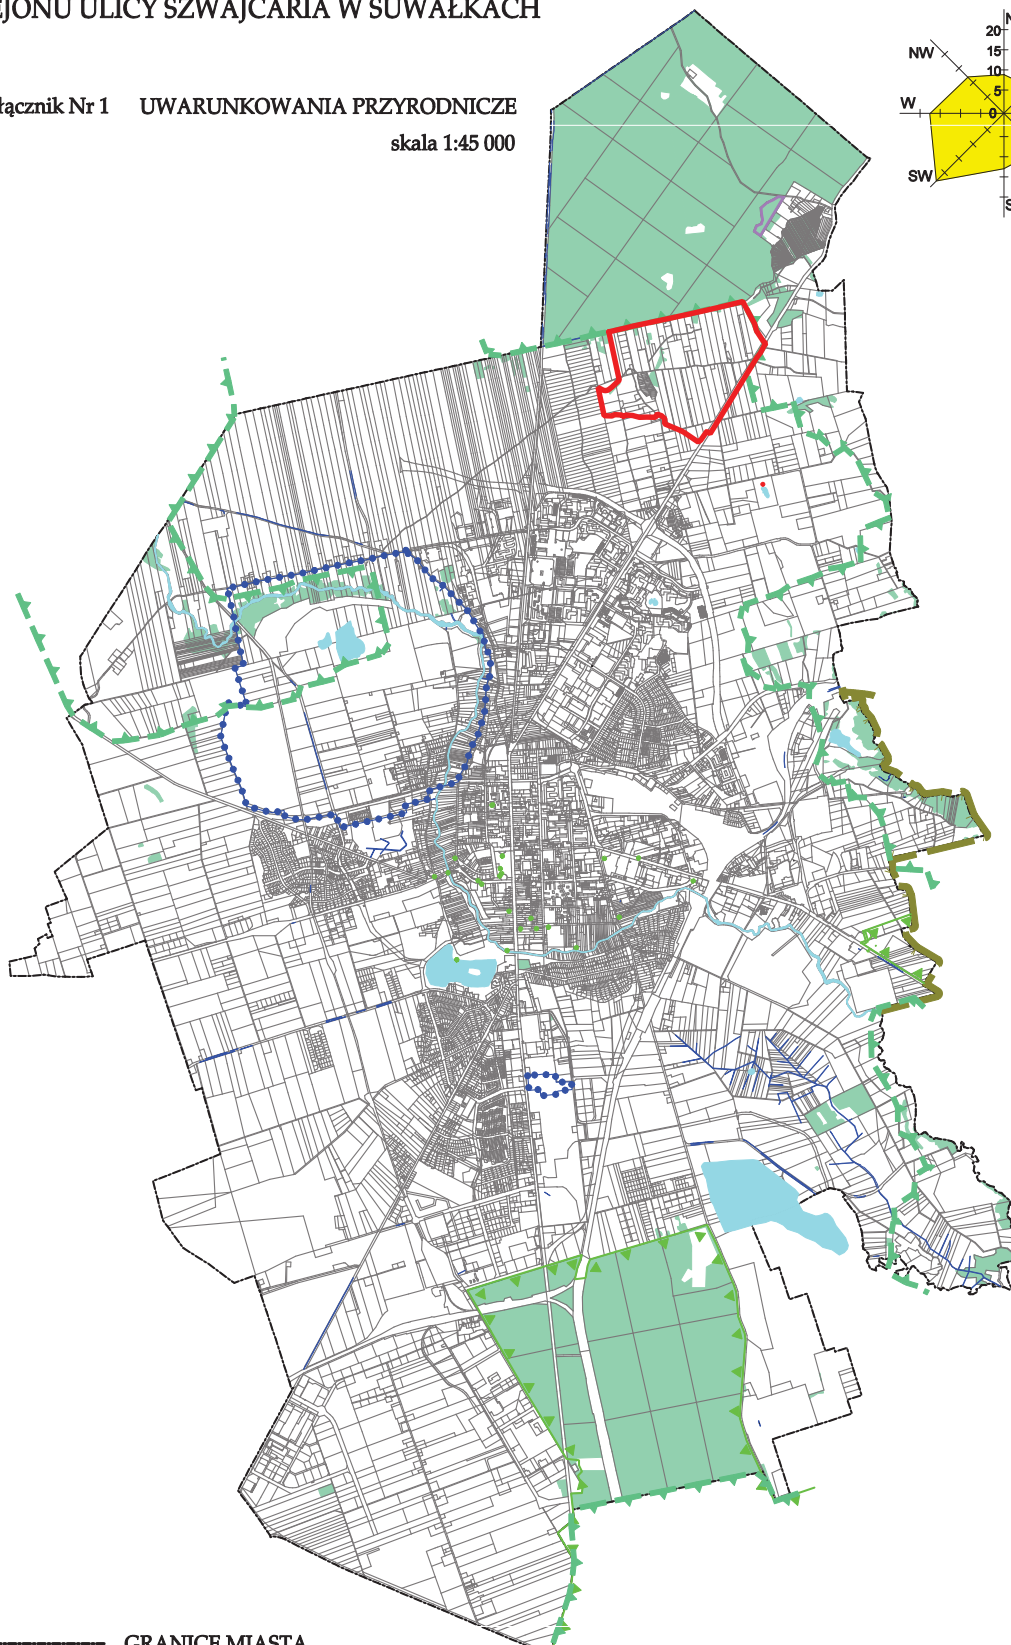 EJONU ULICY SZWAJCARIA W SUWAŁKACH
łącznik Nr 1 UWARUNKOWANIA PRZYRODNICZE
skala 1:45 000
N
20
15
10
5
0
NW
W
SW
S
GRANICE MIASTA